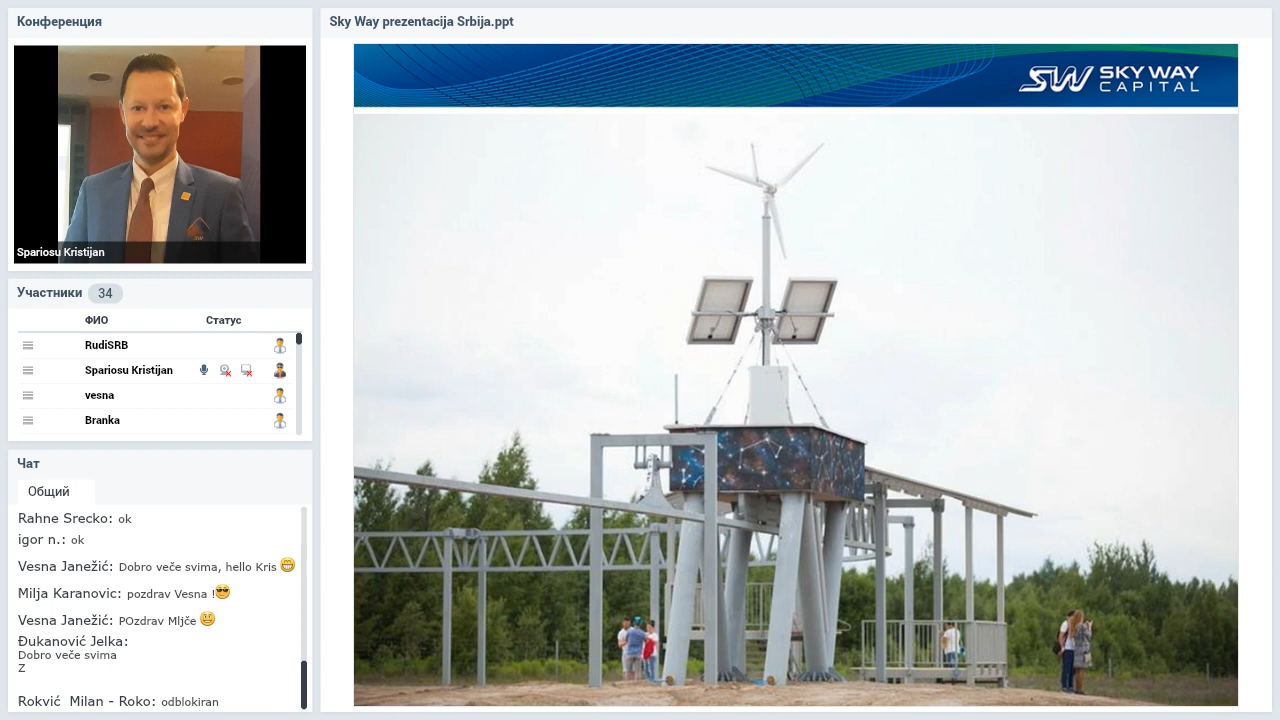 Конференция
Spariosu Kristijan
Участники 34
ФИО Статус
RudiSRB
Spariosu Kristijan
vesna
Branka
Чат
Общий
Rahne Srecko: ok
igor n.: ok
Vesna Janežić: Dobro veče svima, hello Kris
Milja Karanovic: pozdrav Vesna !
Vesna Janežić: POzdrav Mljče
Đukanović Jelka:
Dobro veče svima
Z
Rokvić Milan - Roko: odblokiran
Sky Way prezentacija Srbija.ppt
SW SKY WAY
CAPITAL